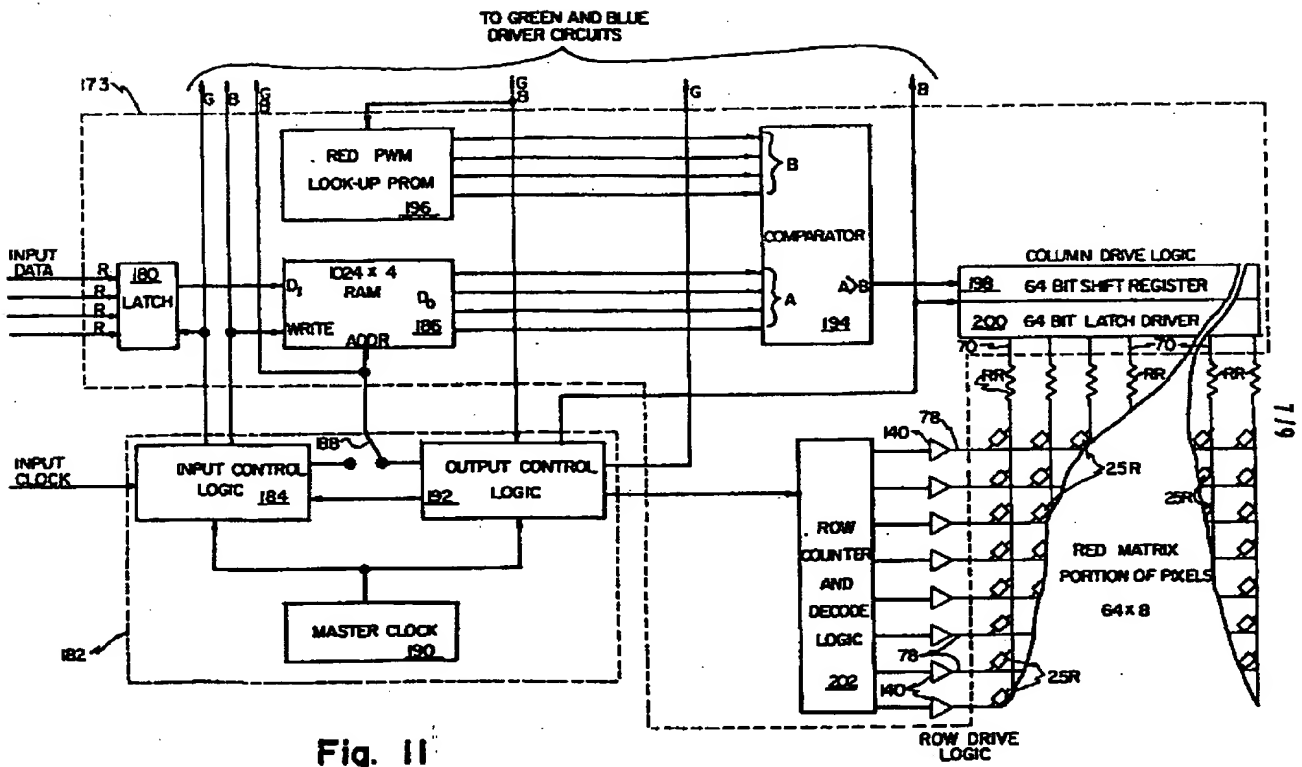 TO GREEN AND BLUE
DRIVER CIRCUITS
173
G
B
G
B
G
B
G
B
RED PWM
LOOK-UP PROM
196
B
COMPARATOR
A
A>B
194
INPUT
DATA
R
R
R
R
180
LATCH
1024 x 4
RAM
DI
DO
186
WRITE
ADDR
COLUMN DRIVE LOGIC
198 64 BIT SHIFT REGISTER
200 64 BIT LATCH DRIVER
70
70
RR
RR
RR
7/9
188
INPUT
CLOCK
INPUT CONTROL
LOGIC
184
OUTPUT CONTROL
192 LOGIC
MASTER CLOCK
190
182
ROW
COUNTER
AND
DECODE
LOGIC
202
140
78
78
140
25R
25R
25R
RED MATRIX
PORTION OF PIXELS
64 x 8
ROW DRIVE
LOGIC
Fig. 11